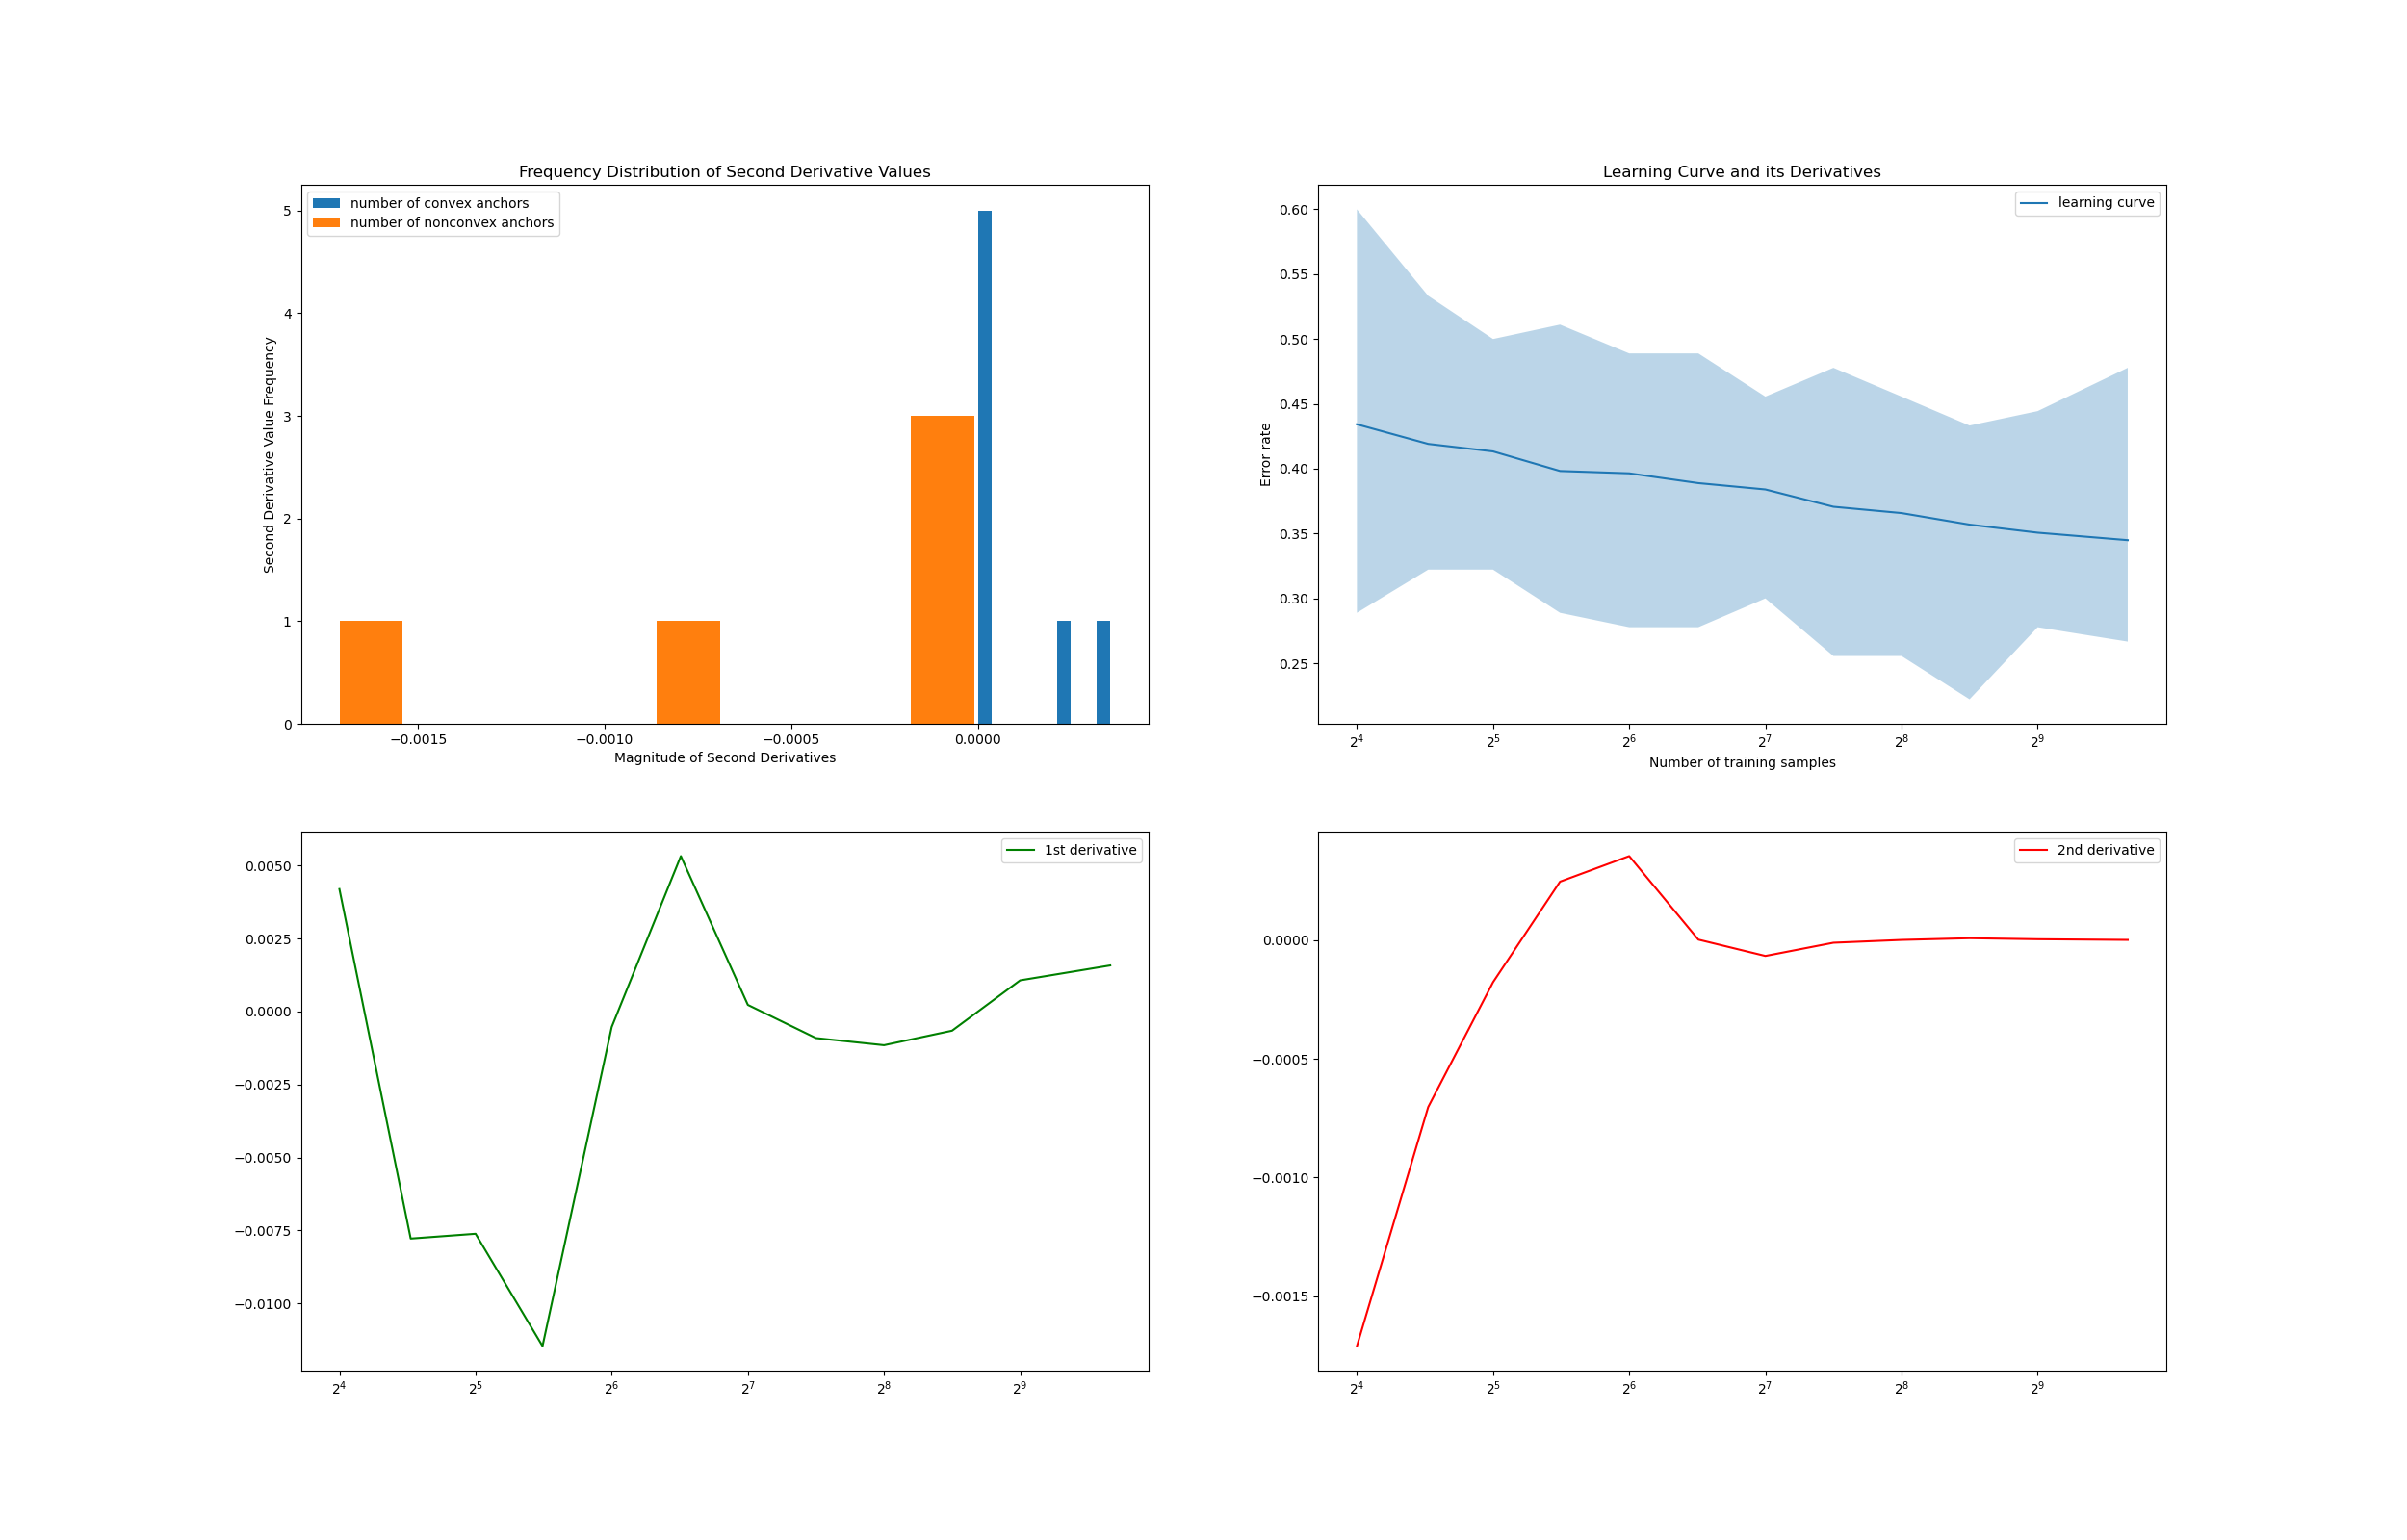 Frequency Distribution of Second Derivative Values
number of convex anchors
number of nonconvex anchors
5
4
3
2
1
0
Second Derivative Value Frequency
−0.0015 −0.0010 −0.0005 0.0000
Magnitude of Second Derivatives
Learning Curve and its Derivatives
learning curve
0.60
0.55
0.50
0.45
0.40
0.35
0.30
0.25
Error rate
2⁴ 2⁵ 2⁶ 2⁷ 2⁸ 2⁹
Number of training samples
1st derivative
0.0050
0.0025
0.0000
−0.0025
−0.0050
−0.0075
−0.0100
2⁴ 2⁵ 2⁶ 2⁷ 2⁸ 2⁹
2nd derivative
0.0000
−0.0005
−0.0010
−0.0015
2⁴ 2⁵ 2⁶ 2⁷ 2⁸ 2⁹